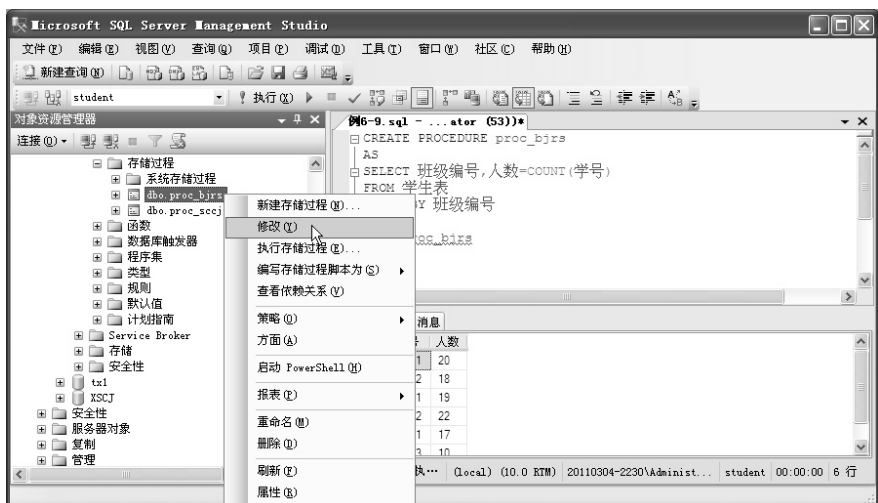 Microsoft SQL Server Management Studio
文件(F) 编辑(E) 视图(V) 查询(Q) 项目(P) 调试(D) 工具(T) 窗口(W) 社区(C) 帮助(H)
新建查询(N)
student 执行(X)
对象资源管理器
连接(O)
存储过程
系统存储过程
dbo.proc_bjrs
dbo.proc_sccj
函数
数据库触发器
程序集
类型
规则
默认值
计划指南
Service Broker
存储
安全性
tx1
XSCJ
安全性
服务器对象
复制
管理
新建存储过程(N)...
修改(Y)
执行存储过程(E)...
编写存储过程脚本为(S)
查看依赖关系(V)
策略(O)
方面(A)
启动 PowerShell(H)
报表(P)
重命名(M)
删除(D)
刷新(F)
属性(R)
例6-9.sql - ...ator (53))*
CREATE PROCEDURE proc_bjrs
AS
SELECT 班级编号,人数=COUNT(学号)
FROM 学生表
BY 班级编号
proc_bjrs
消息
号 人数
1 20
2 18
1 19
2 22
1 17
3 10
执… (local) (10.0 RTM) 20110304-2230\Administ... student 00:00:00 6 行